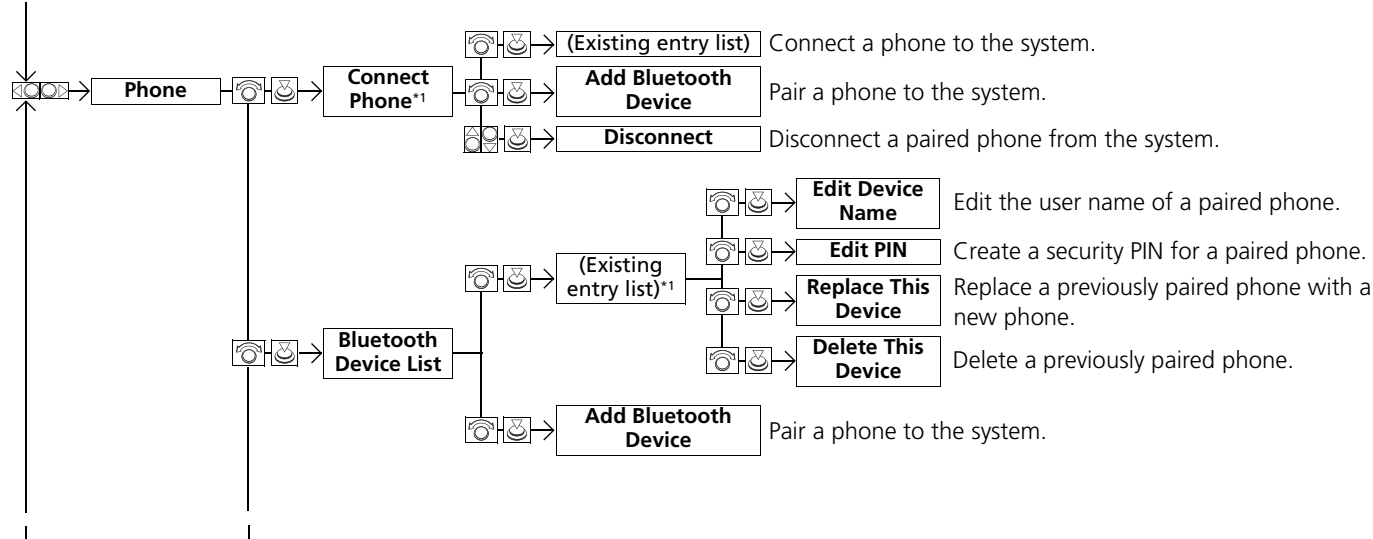 (Existing entry list)
Connect a phone to the system.
Phone
Connect
Phone*1
Add Bluetooth
Device
Pair a phone to the system.
Disconnect
Disconnect a paired phone from the system.
Edit Device
Name
Edit the user name of a paired phone.
(Existing
entry list)*1
Edit PIN
Create a security PIN for a paired phone.
Replace This
Device
Replace a previously paired phone with a
new phone.
Bluetooth
Device List
Delete This
Device
Delete a previously paired phone.
Add Bluetooth
Device
Pair a phone to the system.